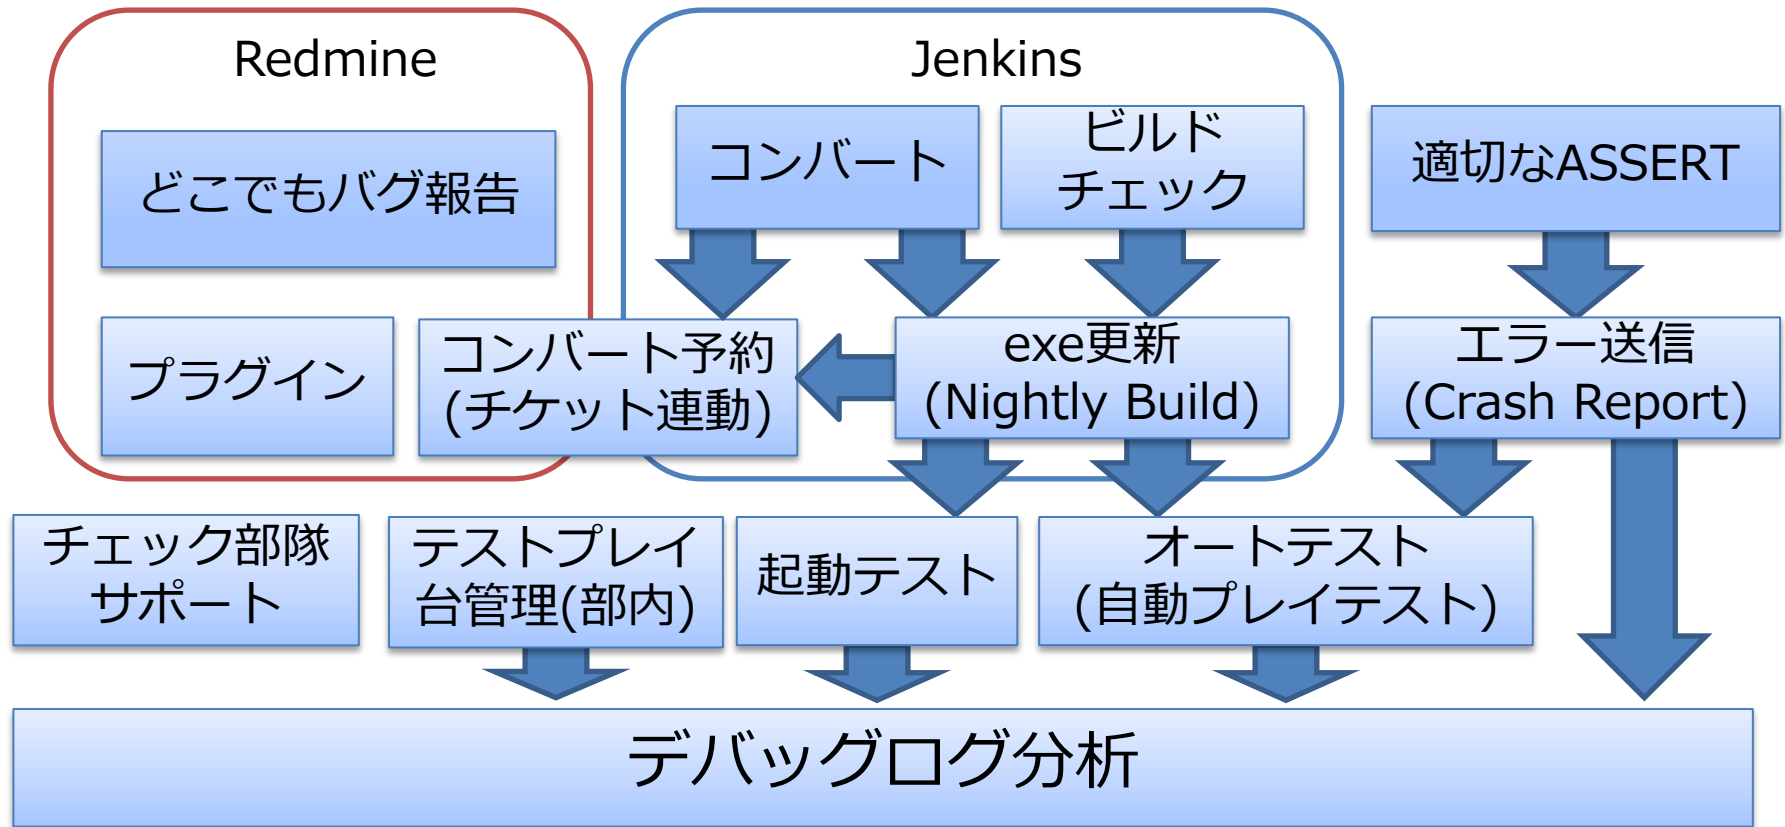 Redmine
Jenkins
どこでもバグ報告
コンバート
ビルド
チェック
適切なASSERT
プラグイン
コンバート予約
(チケット連動)
exe更新
(Nightly Build)
エラー送信
(Crash Report)
チェック部隊
サポート
テストプレイ
台管理(部内)
起動テスト
オートテスト
(自動プレイテスト)
デバッグログ分析